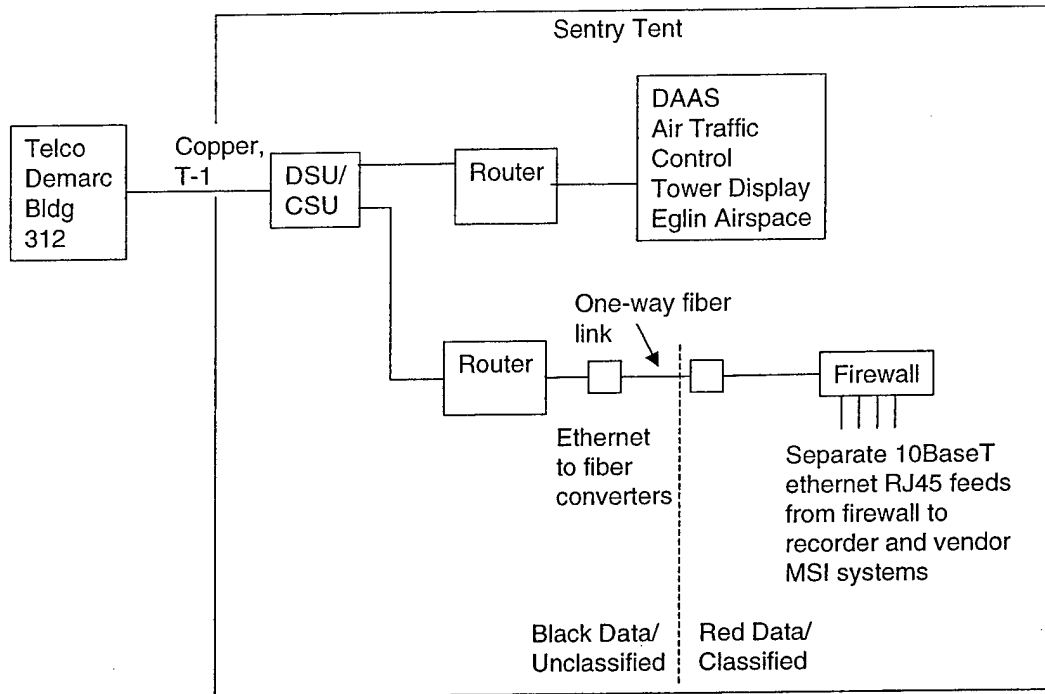 Sentry Tent
Telco
Demarc
Bldg
312
Copper,
T-1
DSU/
CSU
Router
DAAS
Air Traffic
Control
Tower Display
Eglin Airspace
One-way fiber
link
Router
Firewall
Ethernet
to fiber
converters
Separate 10BaseT
ethernet RJ45 feeds
from firewall to
recorder and vendor
MSI systems
Black Data/
Unclassified
Red Data/
Classified